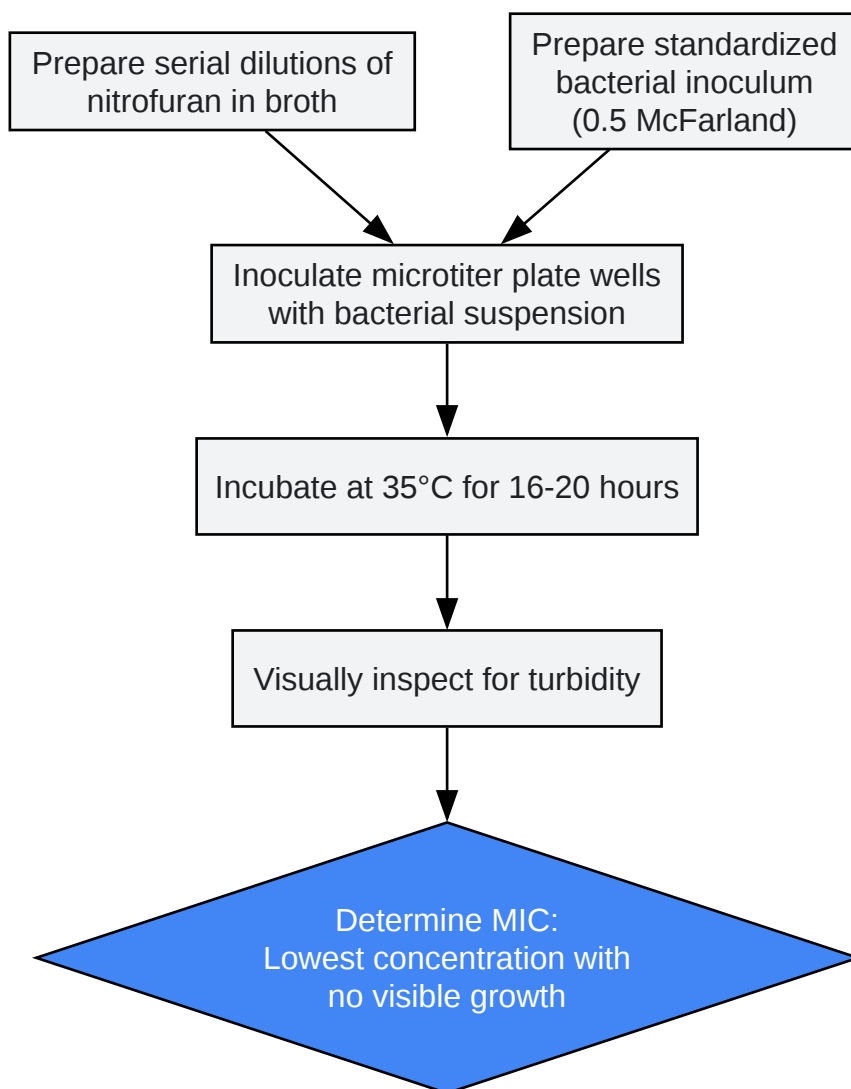 Prepare serial dilutions of
nitrofuran in broth
Prepare standardized
bacterial inoculum
(0.5 McFarland)
Inoculate microtiter plate wells
with bacterial suspension
Incubate at 35°C for 16-20 hours
Visually inspect for turbidity
Determine MIC:
Lowest concentration with
no visible growth